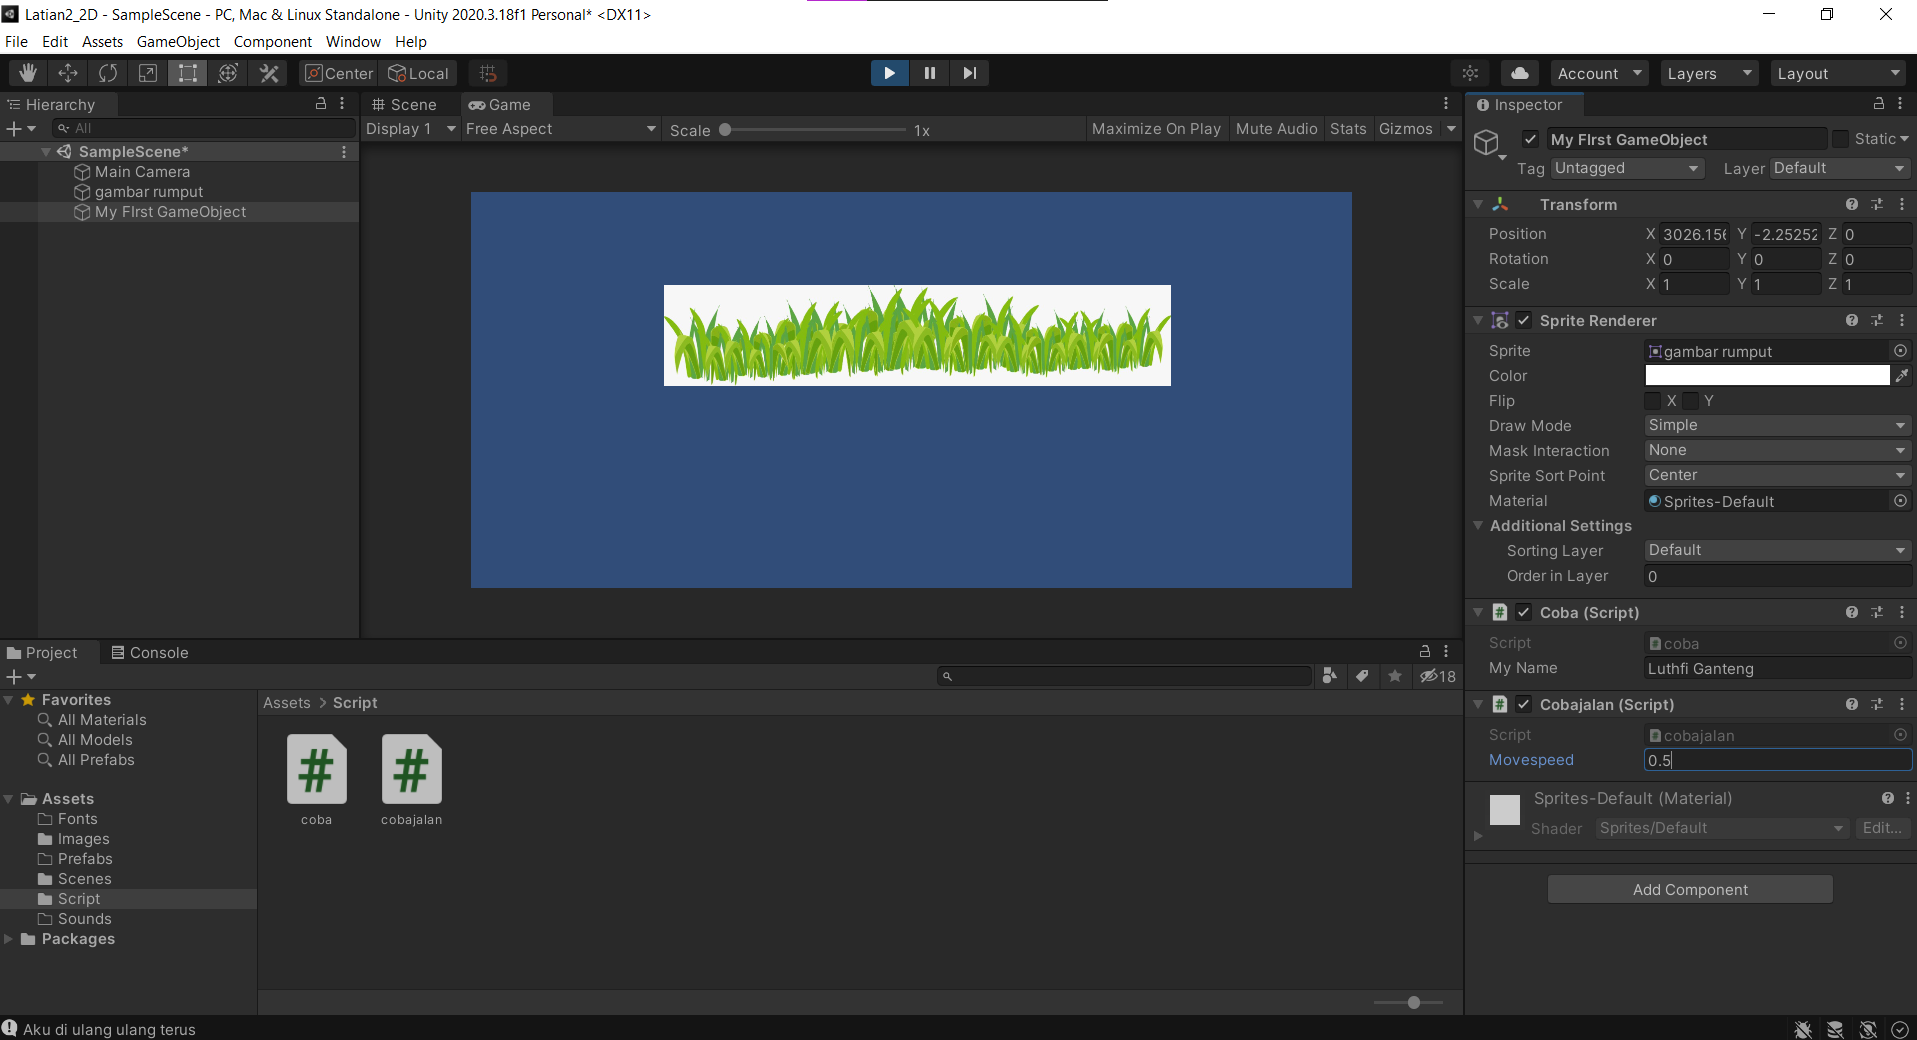 Latian2_2D - SampleScene - PC, Mac & Linux Standalone - Unity 2020.3.18f1 Personal* <DX11>
File Edit Assets GameObject Component Window Help
Center Local Account Layers Layout
Hierarchy
All
SampleScene*
Main Camera
gambar rumput
My FIrst GameObject
Scene Game
Display 1 Free Aspect Scale 1x Maximize On Play Mute Audio Stats Gizmos
Inspector
My FIrst GameObject Static
Tag Untagged Layer Default
Transform
Position X 3026.156 Y -2.25252 Z 0
Rotation X 0 Y 0 Z 0
Scale X 1 Y 1 Z 1
Sprite Renderer
Sprite gambar rumput
Color
Flip X Y
Draw Mode Simple
Mask Interaction None
Sprite Sort Point Center
Material Sprites-Default
Additional Settings
Sorting Layer Default
Order in Layer 0
Coba (Script)
Script coba
My Name Luthfi Ganteng
Cobajalan (Script)
Script cobajalan
Movespeed 0.5
Sprites-Default (Material)
Shader Sprites/Default Edit...
Add Component
Project Console
18
Favorites
All Materials
All Models
All Prefabs
Assets
Fonts
Images
Prefabs
Scenes
Script
Sounds
Packages
Assets > Script
coba cobajalan
Aku di ulang ulang terus